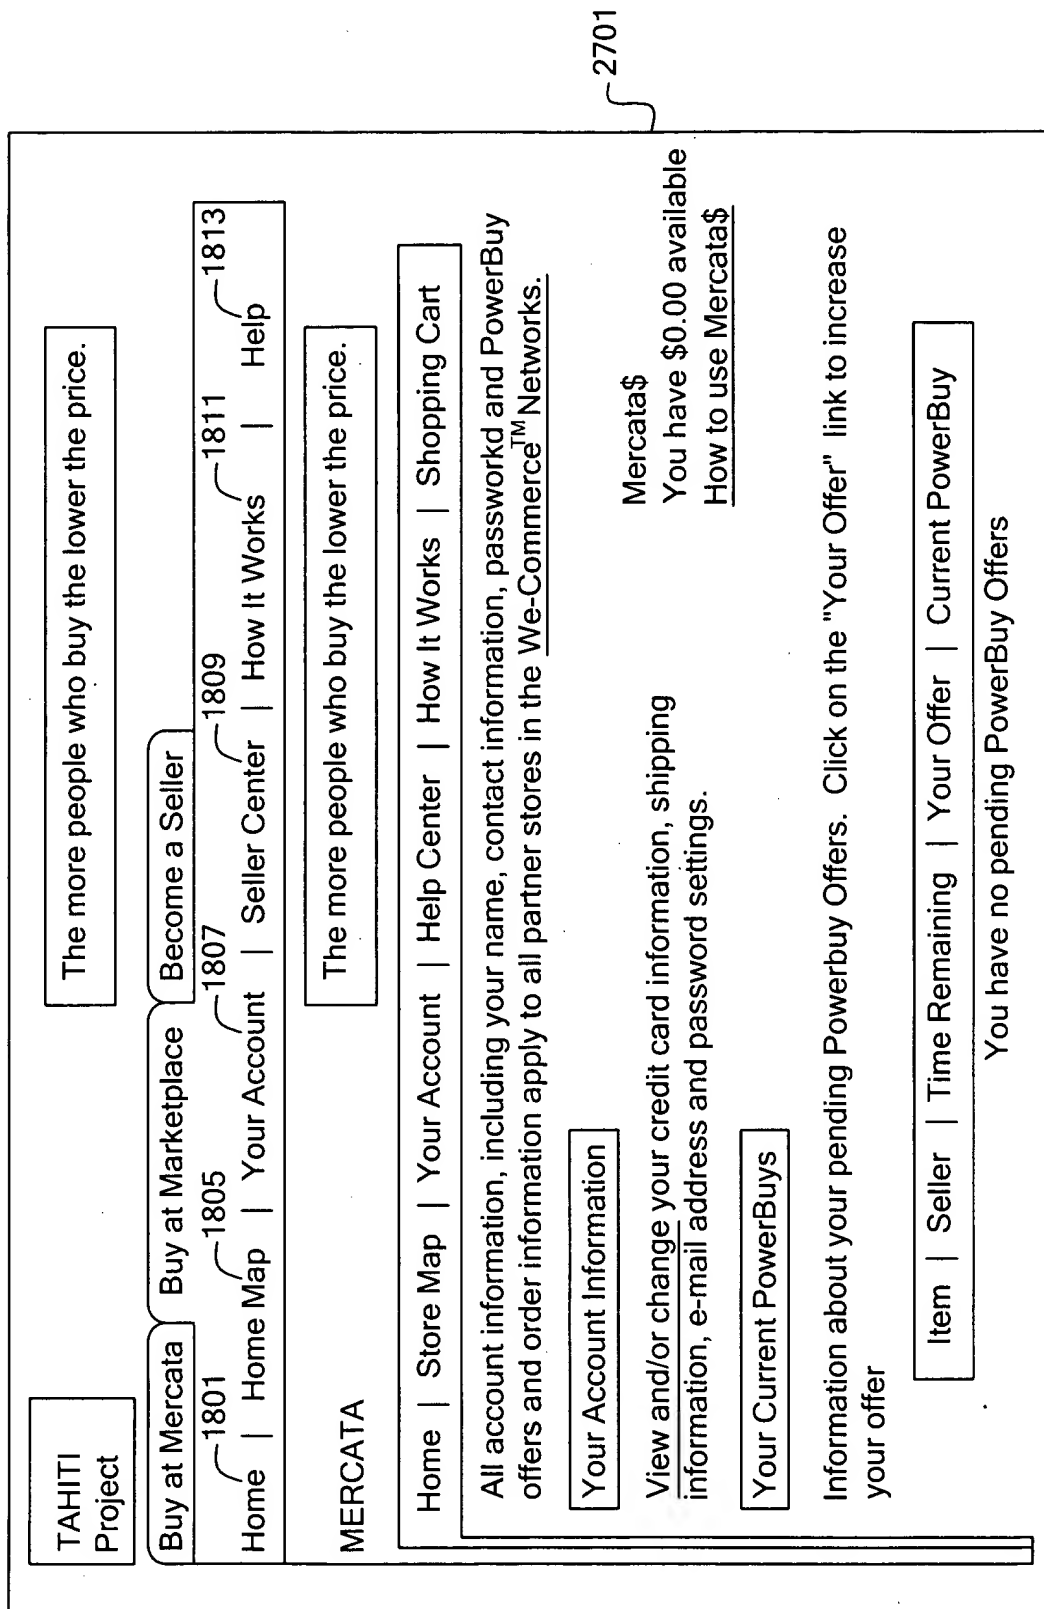 TAHITI
Project
The more people who buy the lower the price.
Buy at Mercata Buy at Marketplace Become a Seller
1801 1805 1807 1809 1811 1813
Home | Home Map | Your Account | Seller Center | How It Works | Help
MERCATA
The more people who buy the lower the price.
Home | Store Map | Your Account | Help Center | How It Works | Shopping Cart
All account information, including your name, contact information, passworkd and PowerBuy
offers and order information apply to all partner stores in the We-Commerce™ Networks.
Your Account Information
Mercata$
View and/or change your credit card information, shipping
You have $0.00 available
information, e-mail address and password setings.
How to use Mercata$
Your Current PowerBuys
Information about your pending Powerbuy Offers. Click on the "Your Offer" link to increase
your offer
Item | Seller | Time Remaining | Your Offer | Current PowerBuy
You have no pending PowerBuy Offers
2701